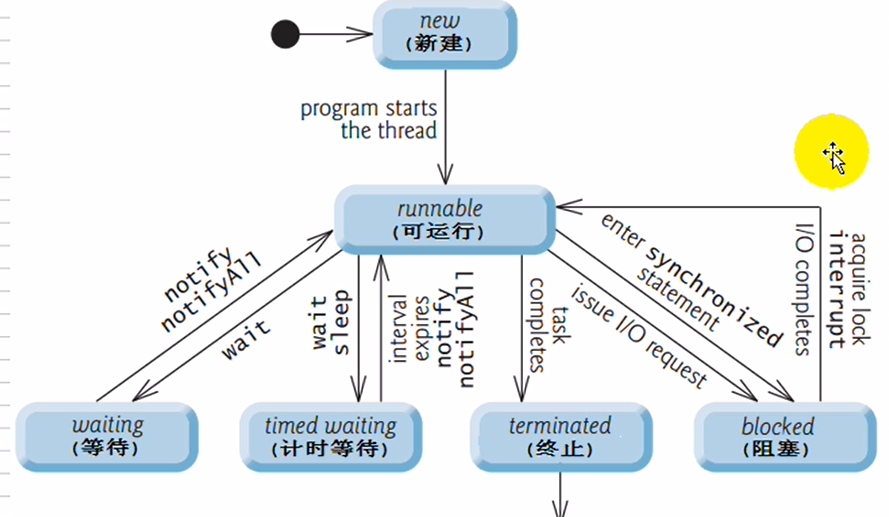 new
(新建)
program starts
the thread
runnable
(可运行)
notify
notifyAll
wait
wait
sleep
interval
expires
notify
notifyAll
task
completes
enter synchronized
statement
issue I/O request
acquire lock
interrupt
I/O completes
waiting
(等待)
timed waiting
(计时等待)
terminated
(终止)
blocked
(阻塞)